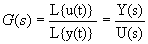 G(s) = L{u(t)} / L{y(t)} = Y(s) / U(s)